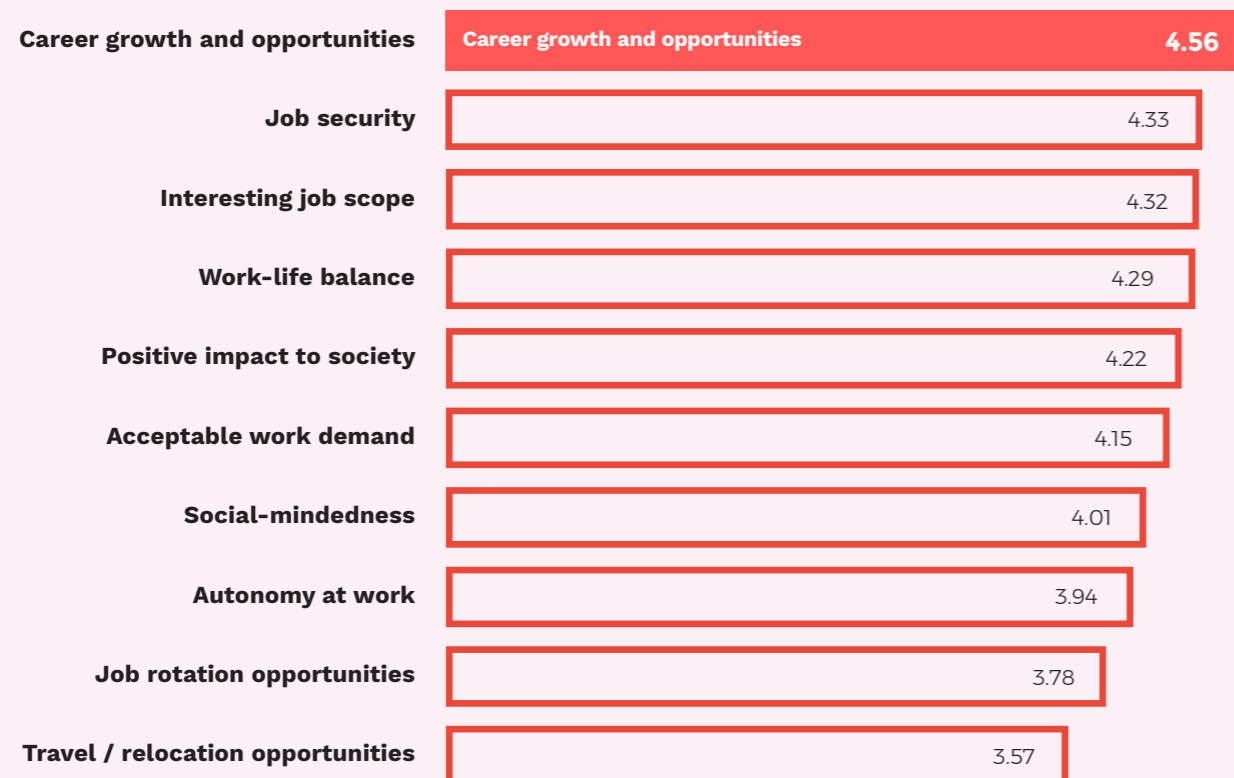 Career growth and opportunities Career growth and opportunities 4.56
Job security 4.33
Interesting job scope 4.32
Work-life balance 4.29
Positive impact to society 4.22
Acceptable work demand 4.15
Social-mindedness 4.01
Autonomy at work 3.94
Job rotation opportunities 3.78
Travel / relocation opportunities 3.57